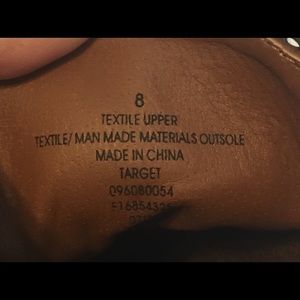 8
TEXTILE UPPER
TEXTILE/ MAN MADE MATERIALS OUTSOLE
MADE IN CHINA
TARGET
096080054